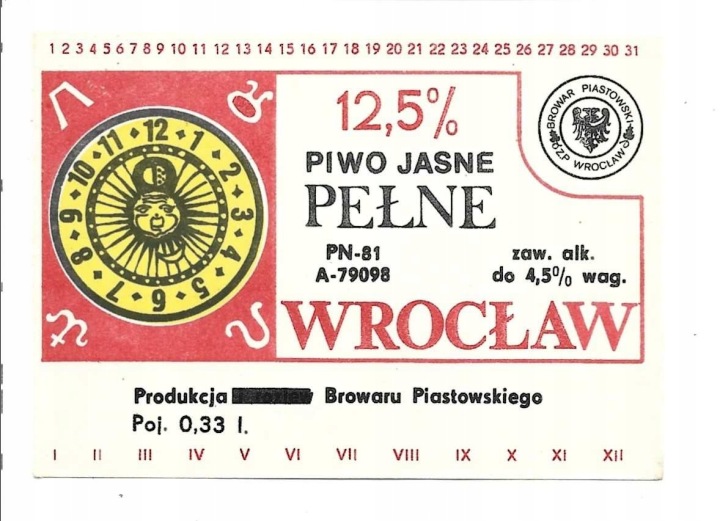 1 2 3 4 5 6 7 8 9 10 11 12 13 14 15 16 17 18 19 20 21 22 23 24 25 26 27 28 29 30 31
12 1 2 3 4 5 6 7 8 9 10 11
12,5%
PIWO JASNE
PEŁNE
PN-81
A-79098
zaw. alk.
do 4,5% wag.
BROWAR PIASTOWSKI
Z.P WROCŁAW
WROCŁAW
Produkcja Browaru Piastowskiego
Poj. 0,33 l.
I II III IV V VI VII VIII IX X XI XII